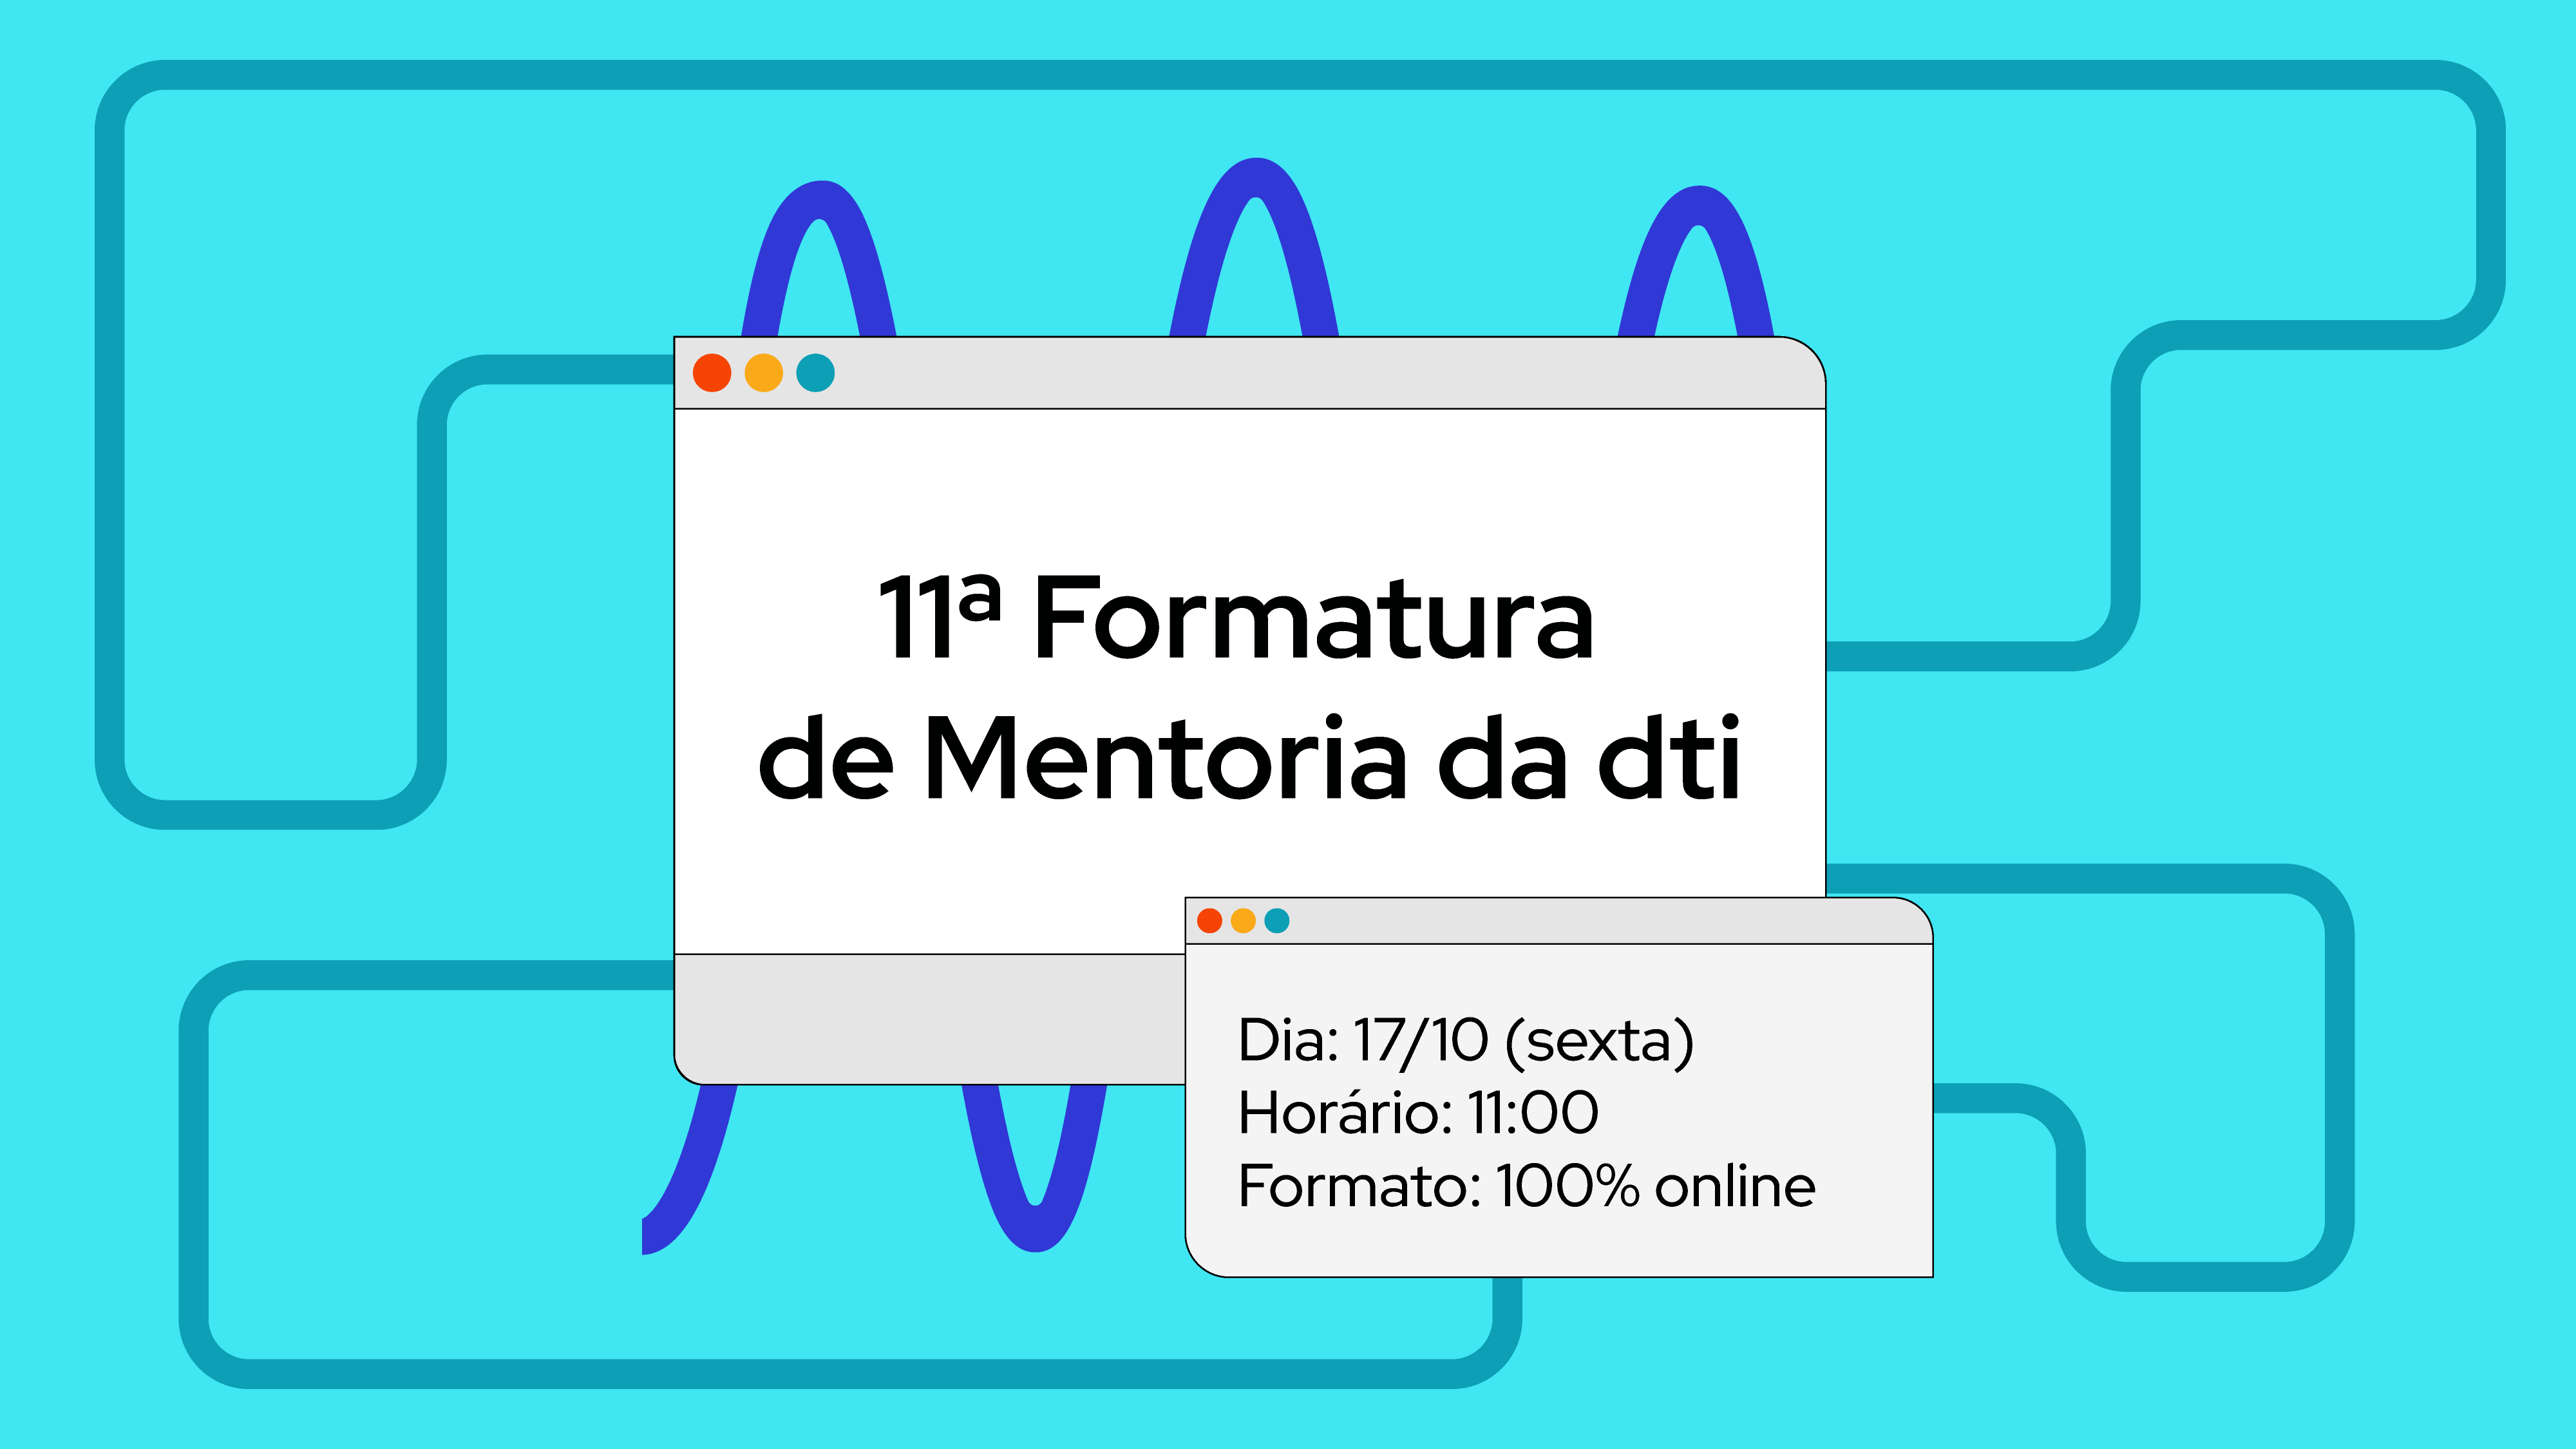 11ª Formatura
de Mentoria da dti
Dia: 17/10 (sexta)
Horário: 11:00
Formato: 100% online